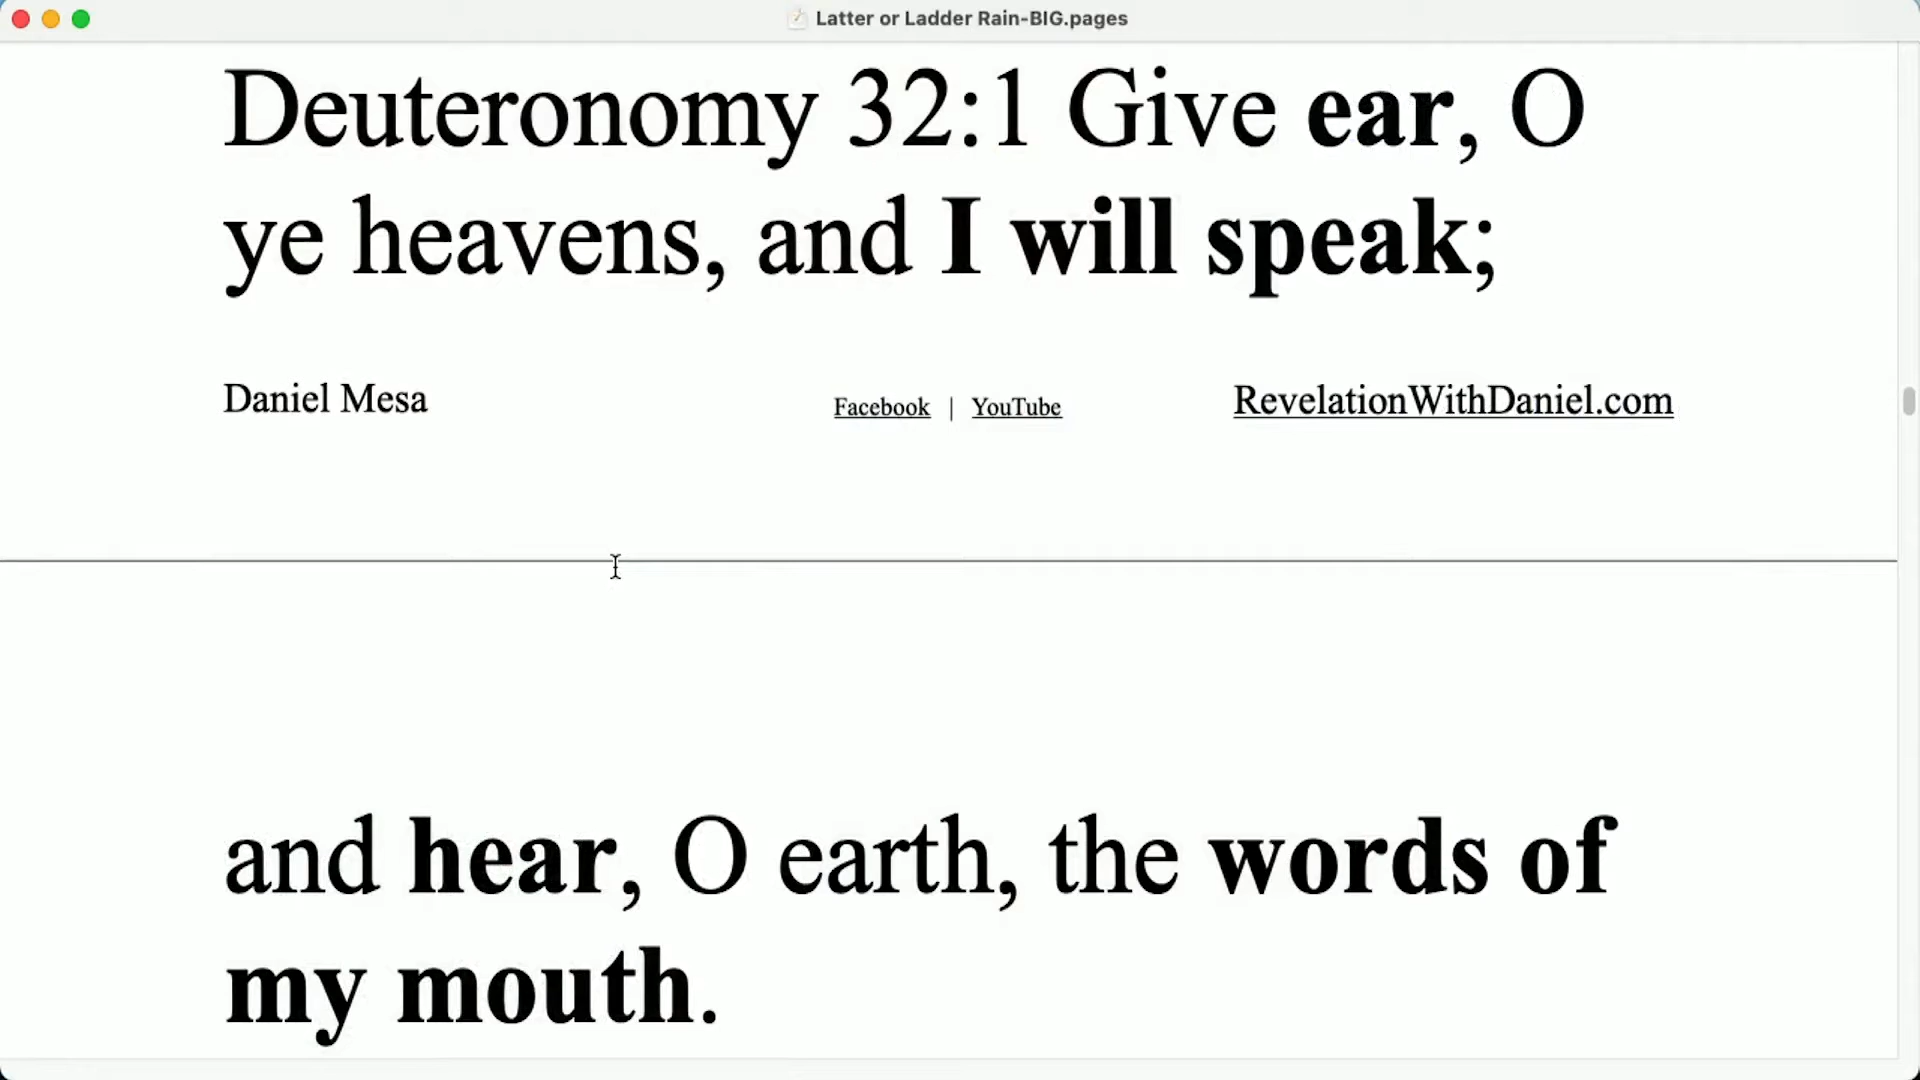 Latter or Ladder Rain-BIG.pages
Deuteronomy 32:1 Give ear, O
ye heavens, and I will speak;
Daniel Mesa
Facebook | YouTube
RevelationWithDaniel.com
and hear, O earth, the words of
my mouth.